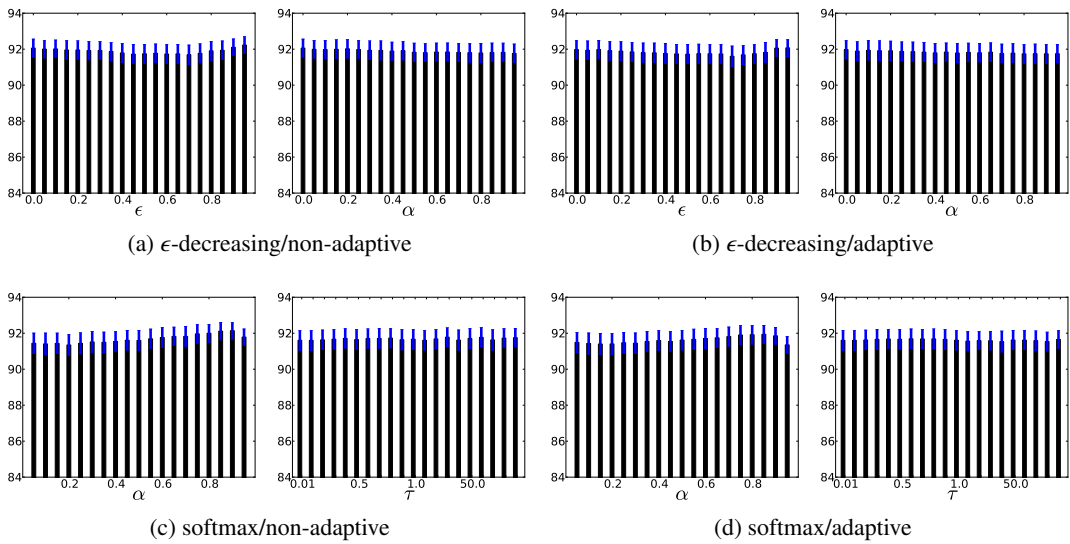 94
92
90
88
86
84
0.0 0.2 0.4 0.6 0.8
ϵ
94
92
90
88
86
84
0.0 0.2 0.4 0.6 0.8
α
(a) ϵ-decreasing/non-adaptive
94
92
90
88
86
84
0.0 0.2 0.4 0.6 0.8
ϵ
94
92
90
88
86
84
0.0 0.2 0.4 0.6 0.8
α
(b) ϵ-decreasing/adaptive
94
92
90
88
86
84
0.2 0.4 0.6 0.8
α
94
92
90
88
86
84
0.01 0.5 1.0 50.0
τ
(c) softmax/non-adaptive
94
92
90
88
86
84
0.2 0.4 0.6 0.8
α
94
92
90
88
86
84
0.01 0.5 1.0 50.0
τ
(d) softmax/adaptive